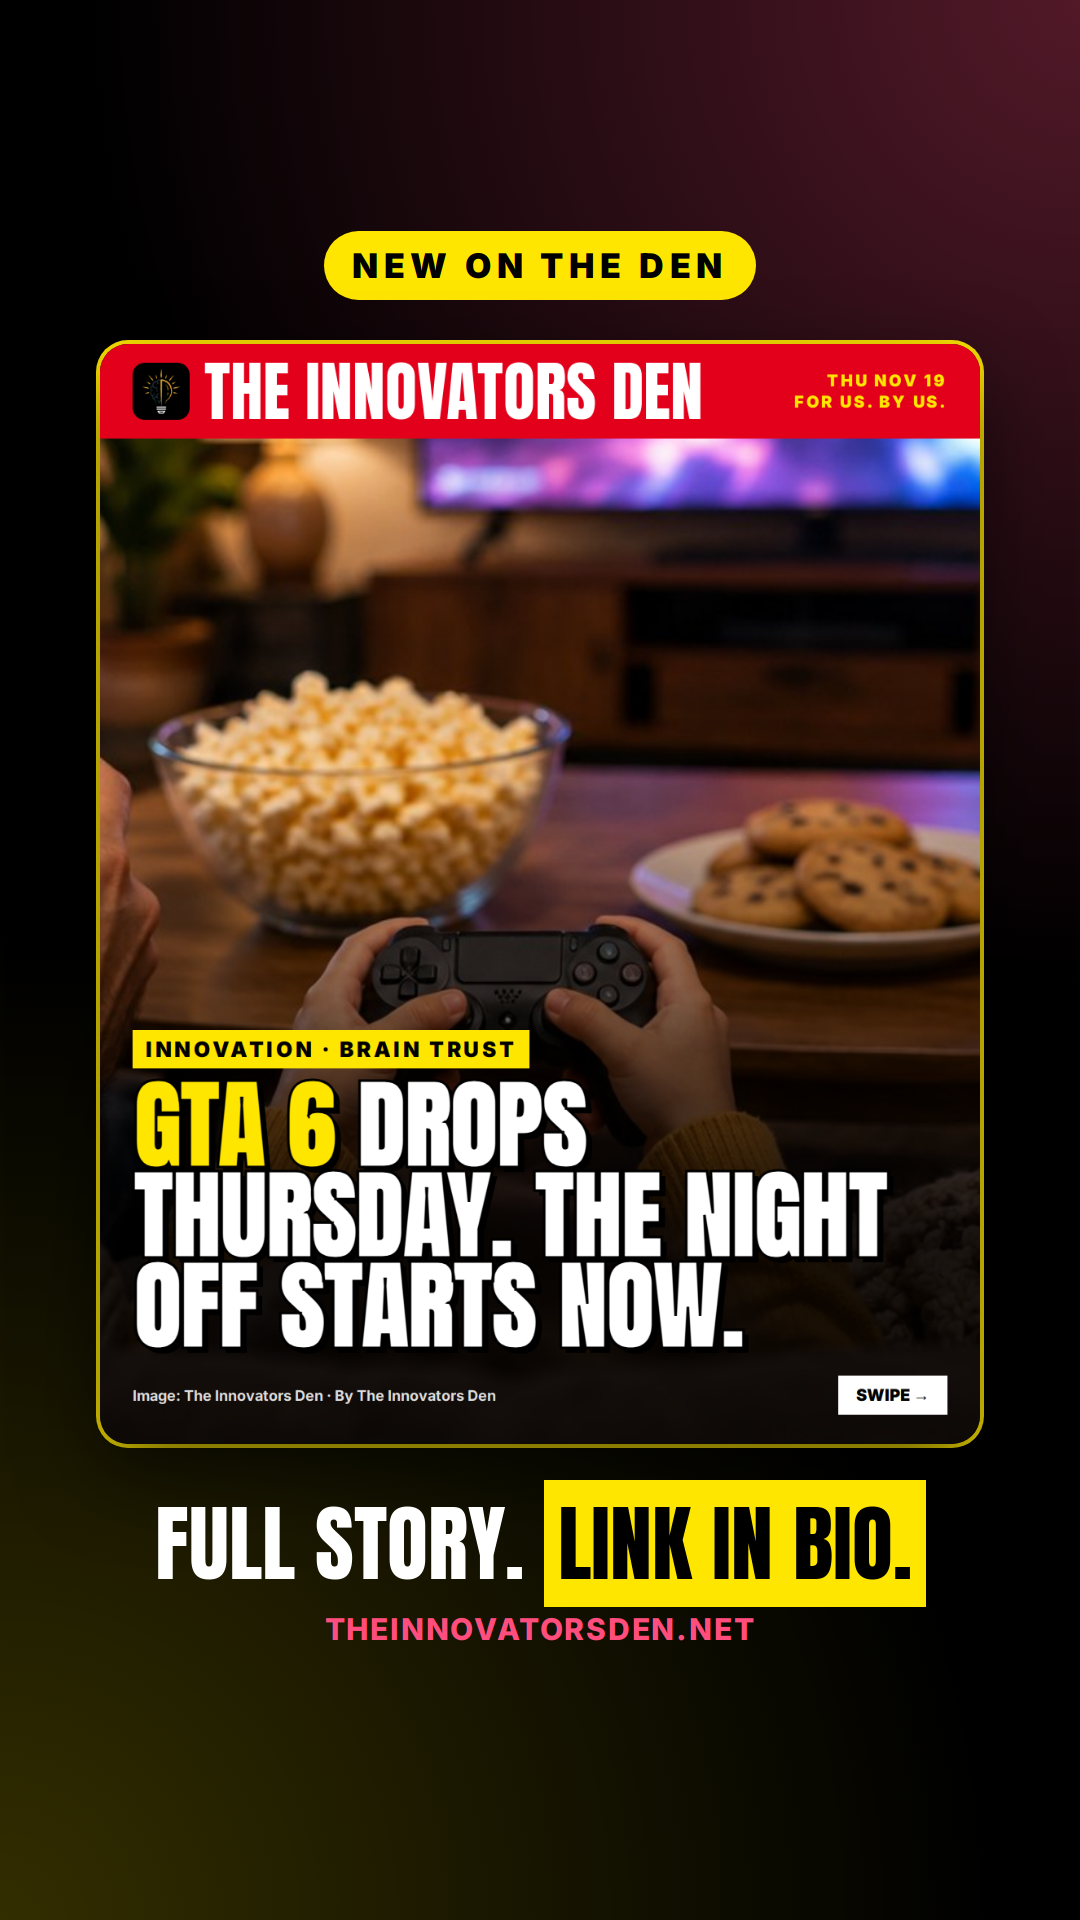 NEW ON THE DEN
THE INNOVATORS DEN
THU NOV 19
FOR US. BY US.
INNOVATION · BRAIN TRUST
GTA 6 DROPS
THURSDAY. THE NIGHT
OFF STARTS NOW.
Image: The Innovators Den · By The Innovators Den
SWIPE →
FULL STORY. LINK IN BIO.
THEINNOVATORSDEN.NET